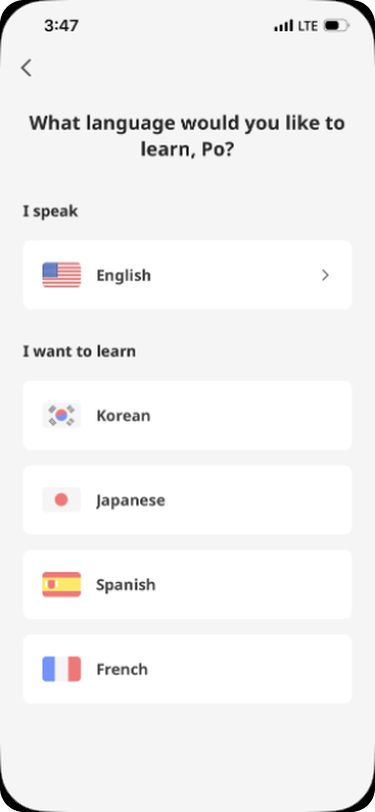 3:47
LTE
What language would you like to
learn, Po?
I speak
English
I want to learn
Korean
Japanese
Spanish
French